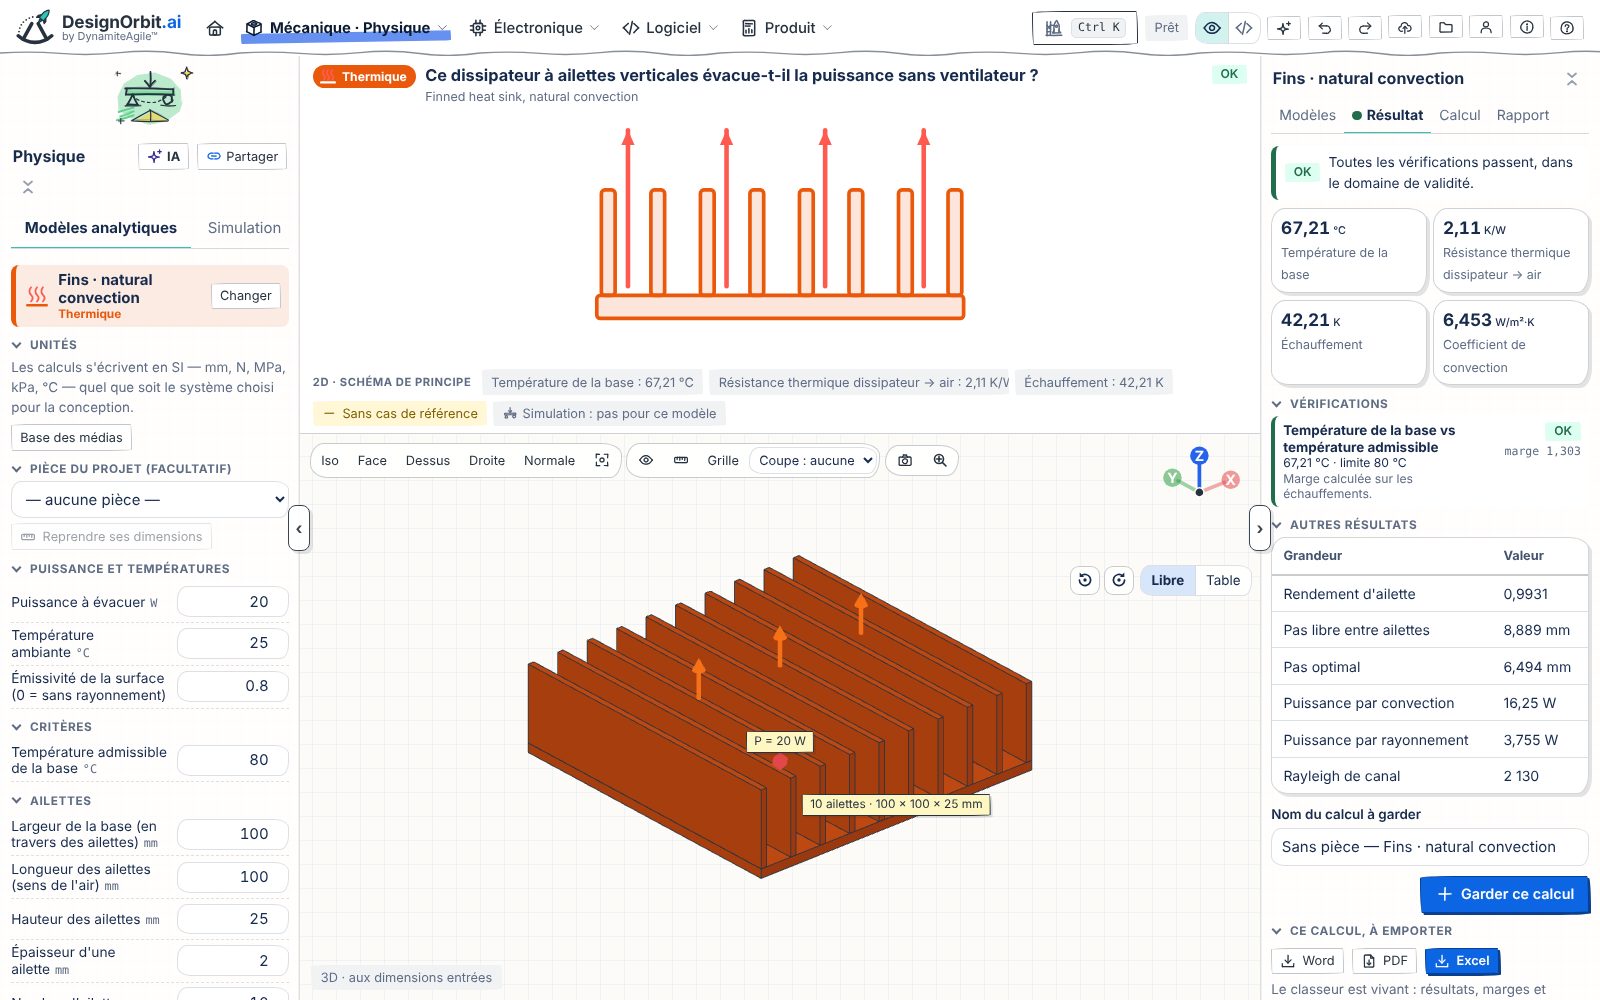 DesignOrbit.ai
by DynamiteAgile™
Mécanique · Physique
Électronique
Logiciel
Produit
Ctrl K
Prêt
Physique
IA
Partager
Modèles analytiques
Simulation
Fins · natural convection
Thermique
Changer
UNITÉS
Les calculs s'écrivent en SI — mm, N, MPa,
kPa, °C — quel que soit le système choisi
pour la conception.
Base des médias
PIÈCE DU PROJET (FACULTATIF)
— aucune pièce —
Reprendre ses dimensions
PUISSANCE ET TEMPÉRATURES
Puissance à évacuer W 20
Température
ambiante °C 25
Émissivité de la surface
(0 = sans rayonnement) 0.8
CRITÈRES
Température admissible
de la base °C 80
AILETTES
Largeur de la base (en
travers des ailettes) mm 100
Longueur des ailettes
(sens de l'air) mm 100
Hauteur des ailettes mm 25
Épaisseur d'une
ailette mm 2
Thermique
Ce dissipateur à ailettes verticales évacue-t-il la puissance sans ventilateur ?
OK
Finned heat sink, natural convection
2D · SCHÉMA DE PRINCIPE
Température de la base : 67,21 °C
Résistance thermique dissipateur → air : 2,11 K/W
Échauffement : 42,21 K
Sans cas de référence
Simulation : pas pour ce modèle
Iso
Face
Dessus
Droite
Normale
Grille
Coupe : aucune
Z
Y
X
Libre
Table
P = 20 W
10 ailettes · 100 × 100 × 25 mm
3D · aux dimensions entrées
Fins · natural convection
Modèles
Résultat
Calcul
Rapport
OK
Toutes les vérifications passent, dans
le domaine de validité.
67,21 °C
Température de la
base
2,11 K/W
Résistance thermique
dissipateur → air
42,21 K
Échauffement
6,453 W/m²·K
Coefficient de
convection
VÉRIFICATIONS
Température de la base vs
température admissible
OK
67,21 °C · limite 80 °C
marge 1,303
Marge calculée sur les
échauffements.
AUTRES RÉSULTATS
Grandeur Valeur
Rendement d'ailette 0,9931
Pas libre entre ailettes 8,889 mm
Pas optimal 6,494 mm
Puissance par convection 16,25 W
Puissance par rayonnement 3,755 W
Rayleigh de canal 2 130
Nom du calcul à garder
Sans pièce — Fins · natural convection
Garder ce calcul
CE CALCUL, À EMPORTER
Word
PDF
Excel
Le classeur est vivant : résultats, marges et